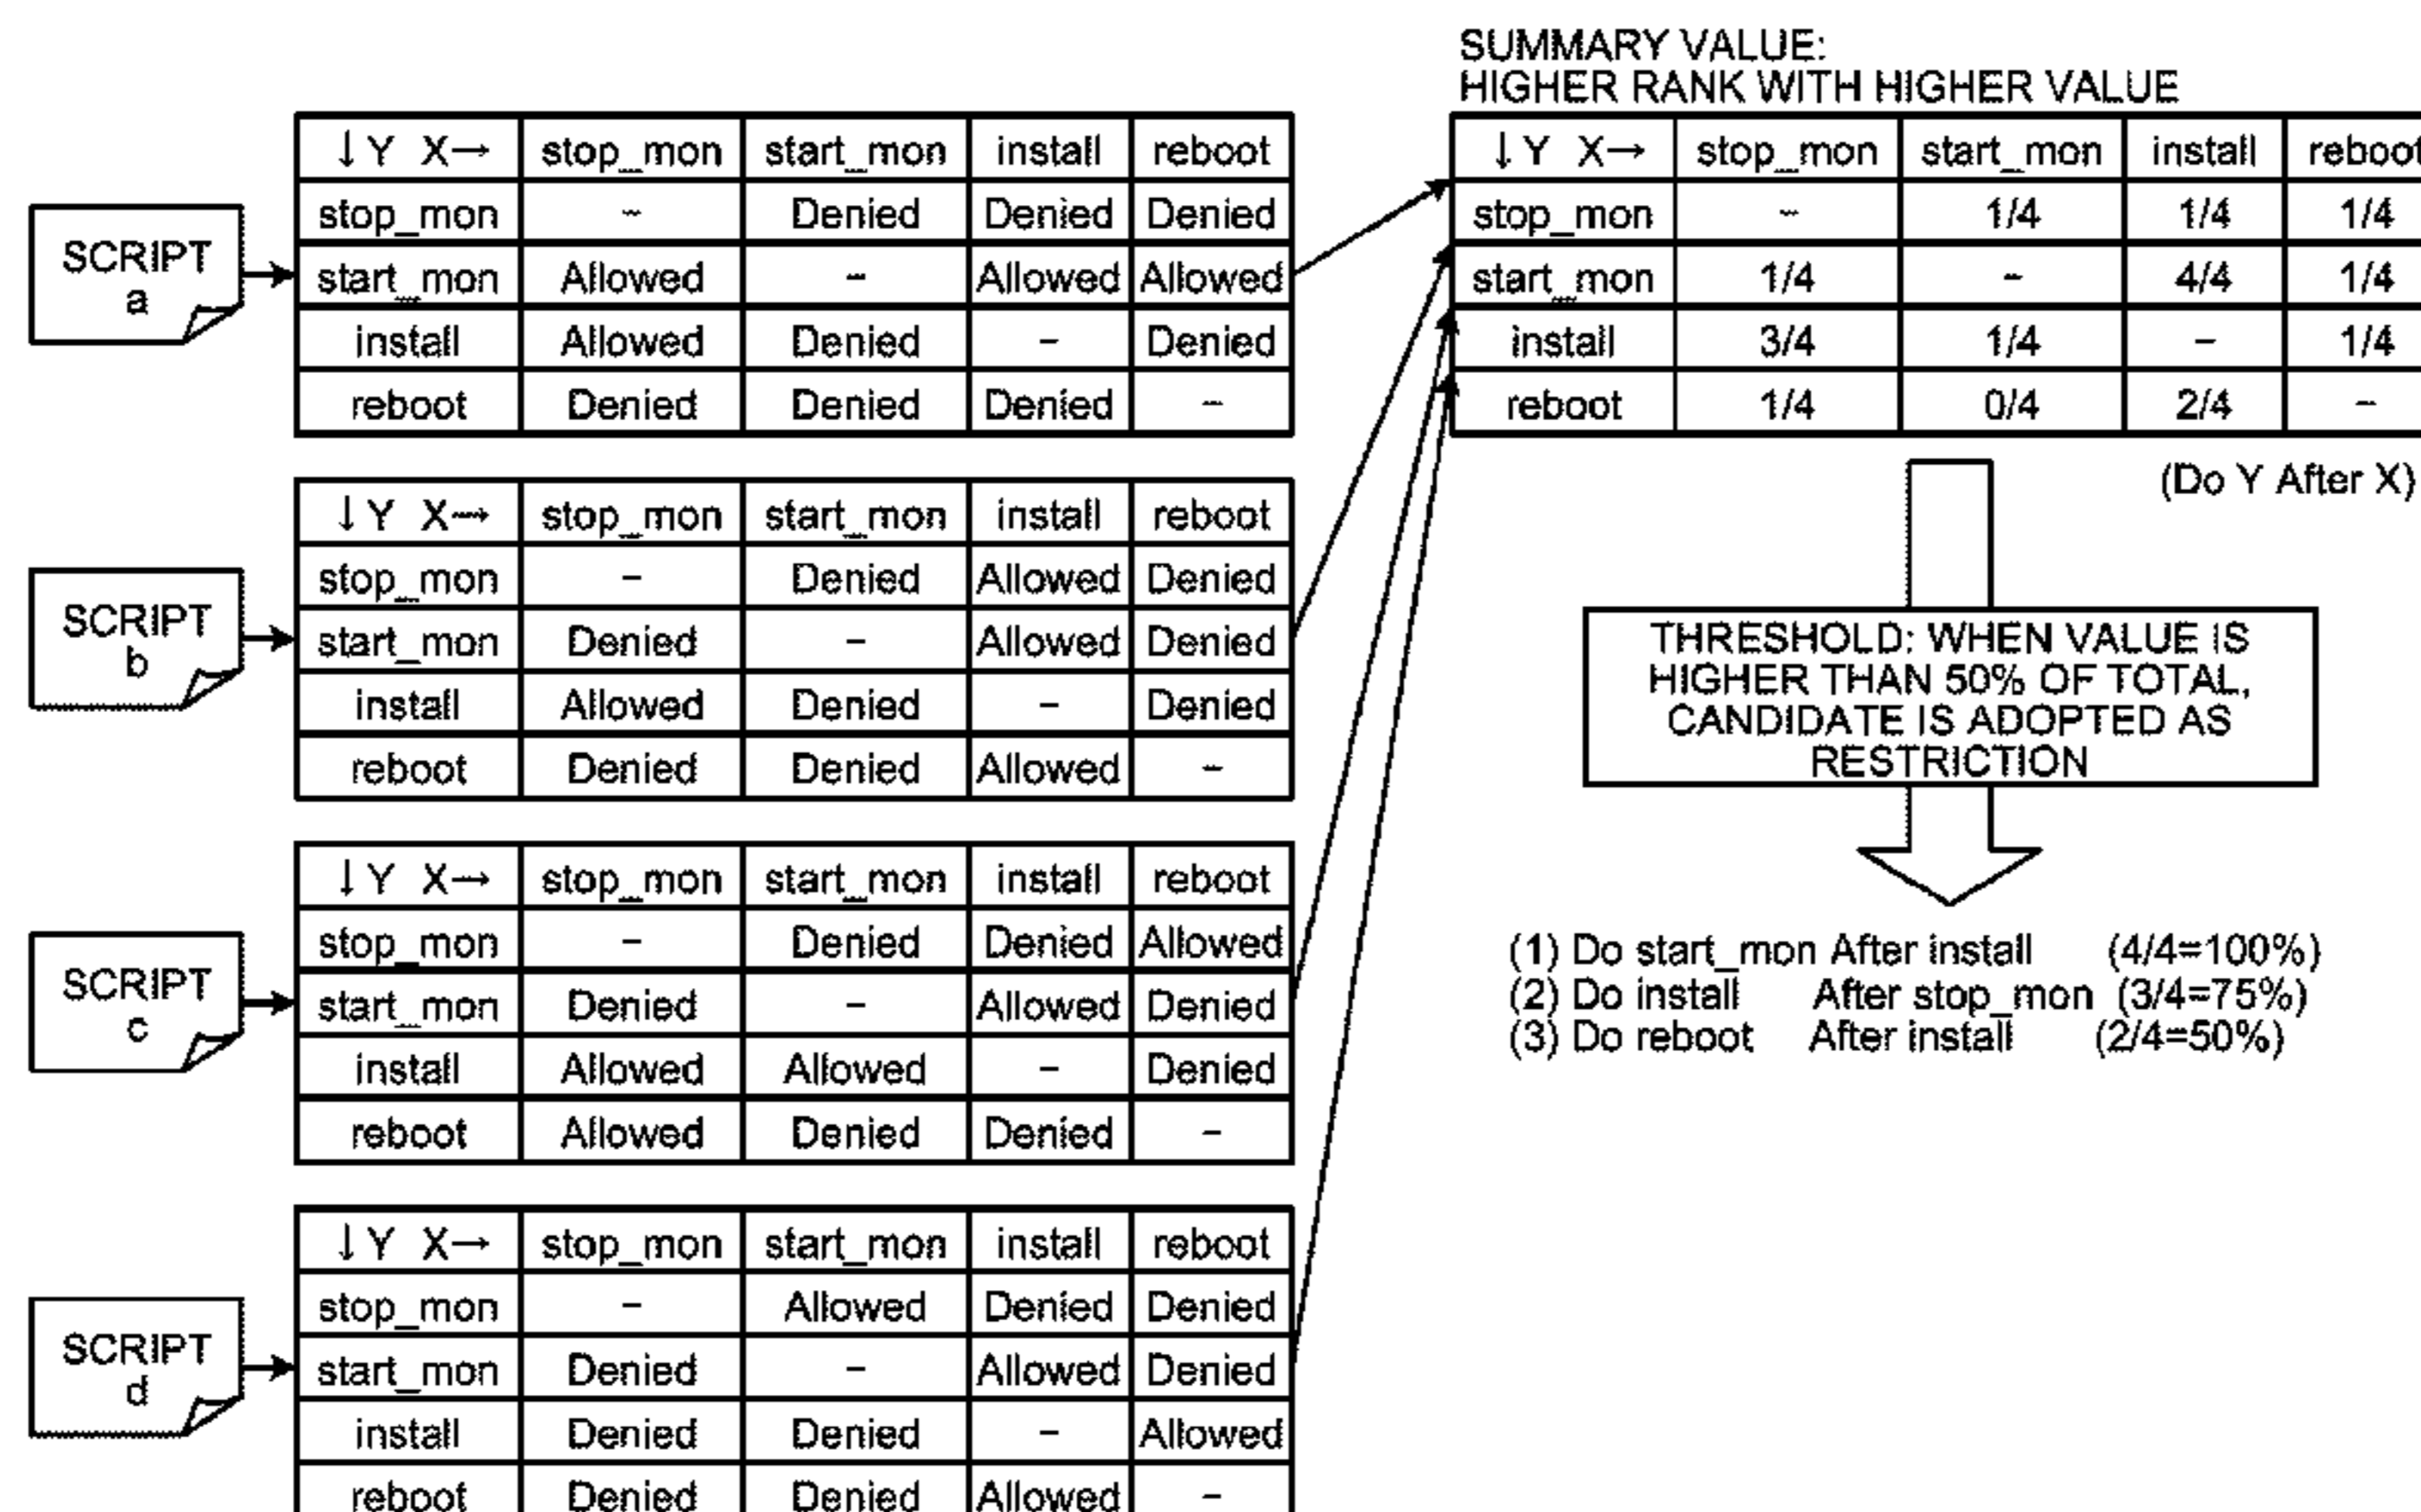 SUMMARY VALUE:
HIGHER RANK WITH HIGHER VALUE
SCRIPT
a
↓Y X→ stop_mon start_mon install reboot
stop_mon – Denied Denied Denied
start_mon Allowed – Allowed Allowed
install Allowed Denied – Denied
reboot Denied Denied Denied –
↓Y X→ stop_mon start_mon install reboot
stop_mon – 1/4 1/4 1/4
start_mon 1/4 – 4/4 1/4
install 3/4 1/4 – 1/4
reboot 1/4 0/4 2/4 –
(Do Y After X)
SCRIPT
b
↓Y X→ stop_mon start_mon install reboot
stop_mon – Denied Allowed Denied
start_mon Denied – Allowed Denied
install Allowed Denied – Denied
reboot Denied Denied Allowed –
THRESHOLD: WHEN VALUE IS
HIGHER THAN 50% OF TOTAL,
CANDIDATE IS ADOPTED AS
RESTRICTION
SCRIPT
c
↓Y X→ stop_mon start_mon install reboot
stop_mon – Denied Denied Allowed
start_mon Denied – Allowed Denied
install Allowed Allowed – Denied
reboot Allowed Denied Denied –
(1) Do start_mon After install (4/4=100%)
(2) Do install After stop_mon (3/4=75%)
(3) Do reboot After install (2/4=50%)
SCRIPT
d
↓Y X→ stop_mon start_mon install reboot
stop_mon – Allowed Denied Denied
start_mon Denied – Allowed Denied
install Denied Denied – Allowed
reboot Denied Denied Allowed –